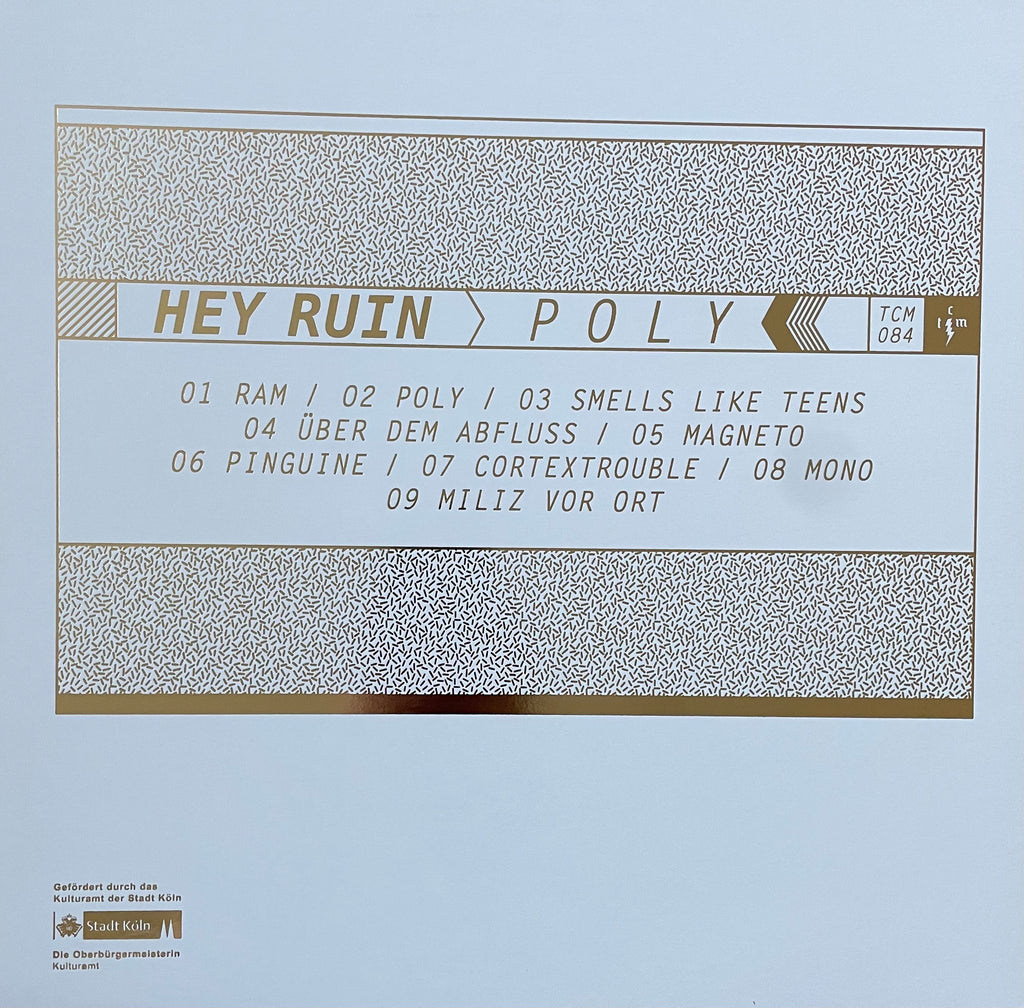 HEY RUIN POLY TCM
084
c
t m
01 RAM / 02 POLY / 03 SMELLS LIKE TEENS
04 ÜBER DEM ABFLUSS / 05 MAGNETO
06 PINGUINE / 07 CORTEXTROUBLE / 08 MONO
09 MILIZ VOR ORT
Gefördert durch das
Kulturamt der Stadt Köln
Stadt Köln
Die Oberbürgermeisterin
Kulturamt